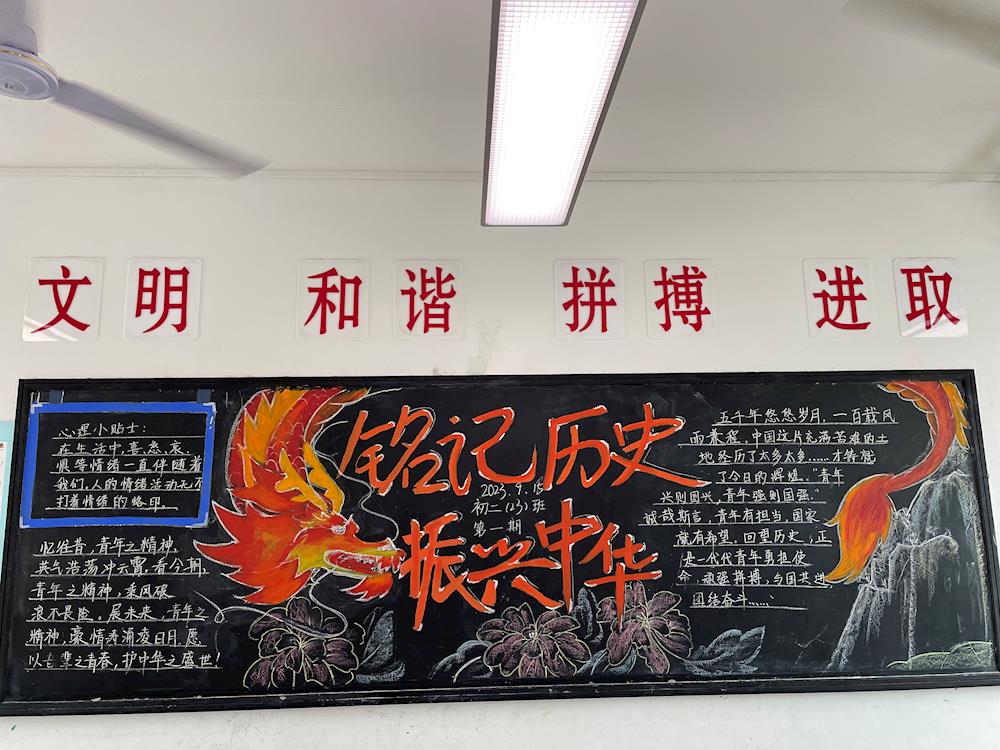 文明 和谐 拼搏 进取
心理小贴士:
在生活中,喜、怒、哀、
惧等情绪一直伴随着
我们,人的情绪活动无不
打着情绪的烙印。
忆往昔,青年之精神,
英气浩荡冲云霄。看今朝,
青年之精神,乘风破
浪不畏险。展未来,青年之
精神,豪情奔涌凌日月。愿
以吾辈之青春,护中华之盛世!
铭记历史
2023.9.15
初二(23)班
第一期
振兴中华
五千年悠悠岁月,一百载风
雨兼程,中国这片充满苦难的土
地经历了太多太多……才铸就
了今日的辉煌。“青年
兴则国兴,青年强则国强。”
诚哉斯言,青年有担当,国家
就有希望。回望历史,正
是一代代青年勇担使
命,顽强拼搏,与国共进,
团结奋斗……